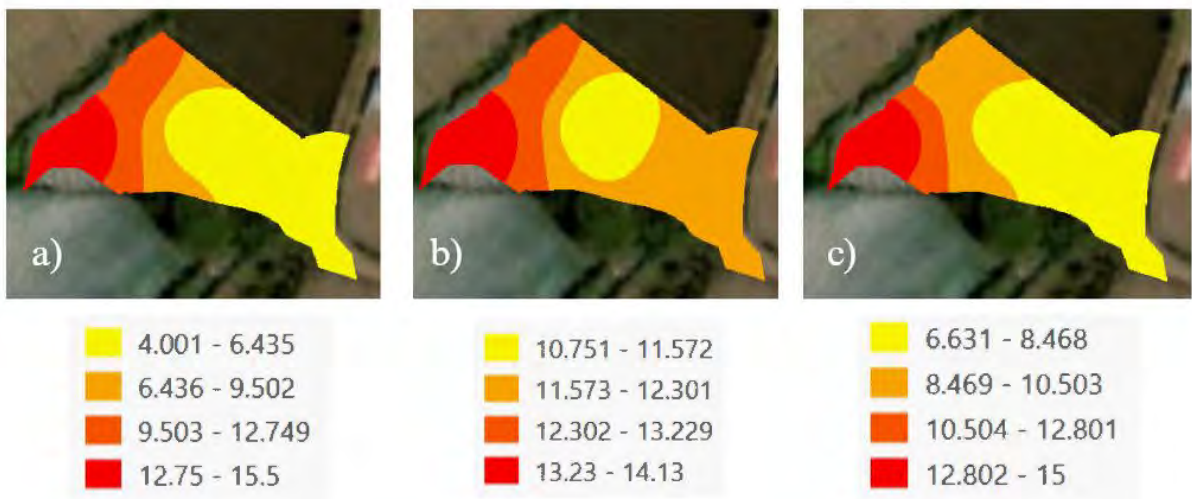 a)
b)
c)
4.001 - 6.435
6.436 - 9.502
9.503 - 12.749
12.75 - 15.5
10.751 - 11.572
11.573 - 12.301
12.302 - 13.229
13.23 - 14.13
6.631 - 8.468
8.469 - 10.503
10.504 - 12.801
12.802 - 15